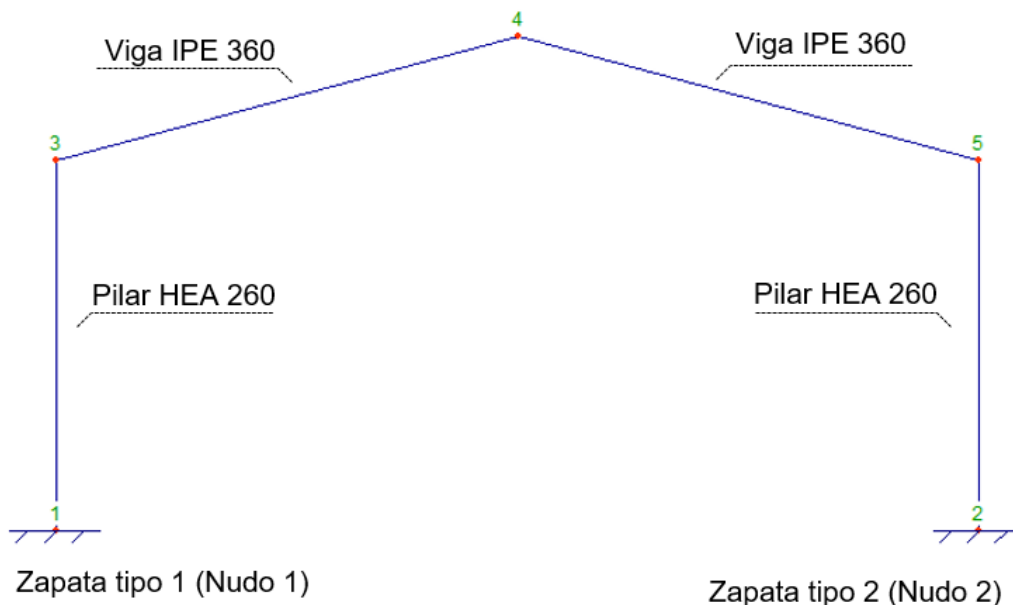 4
Viga IPE 360
Viga IPE 360
3
5
Pilar HEA 260
Pilar HEA 260
1
2
Zapata tipo 1 (Nudo 1)
Zapata tipo 2 (Nudo 2)